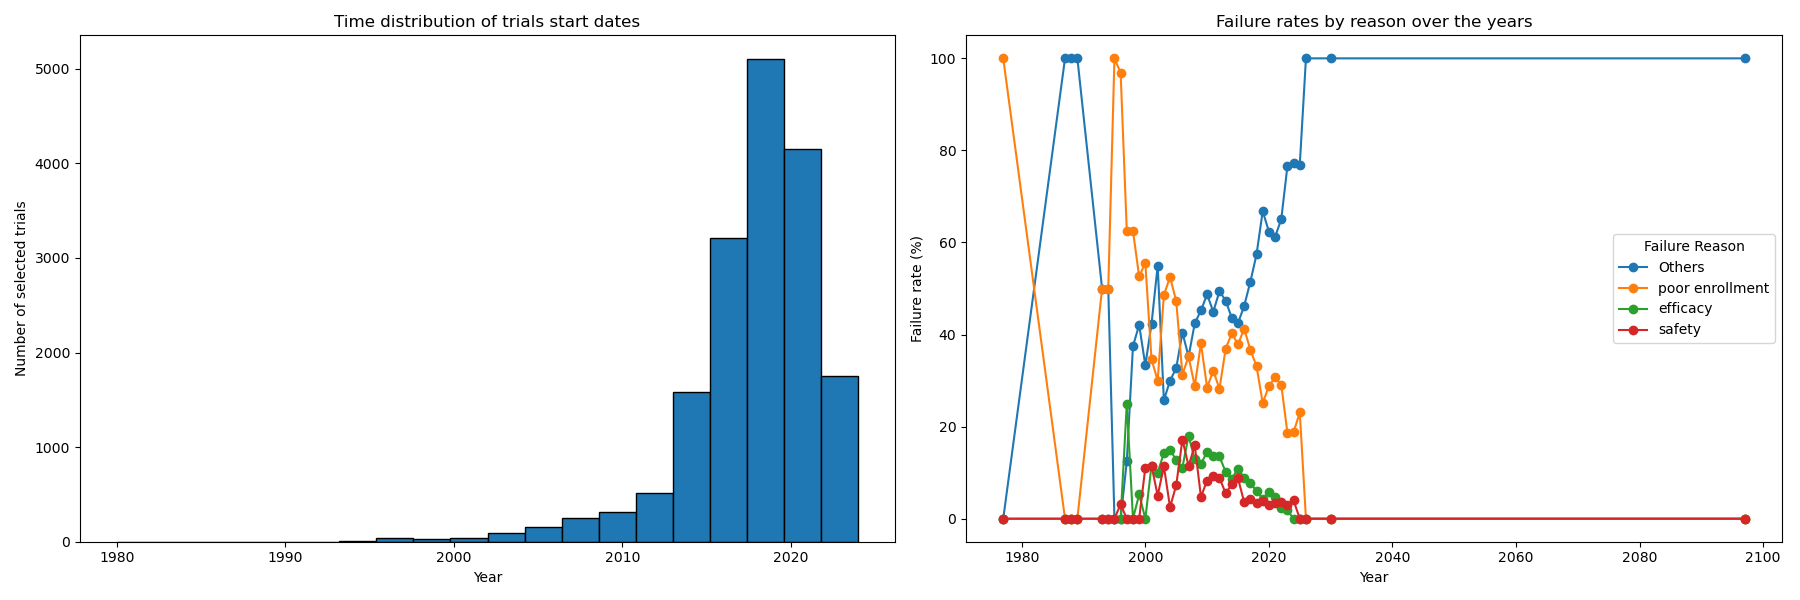 Time distribution of trials start dates
Number of selected trials
5000
4000
3000
2000
1000
0
1980 1990 2000 2010 2020
Year
Failure rates by reason over the years
Failure rate (%)
100
80
60
40
20
0
Failure Reason
Others
poor enrollment
efficacy
safety
1980 2000 2020 2040 2060 2080 2100
Year